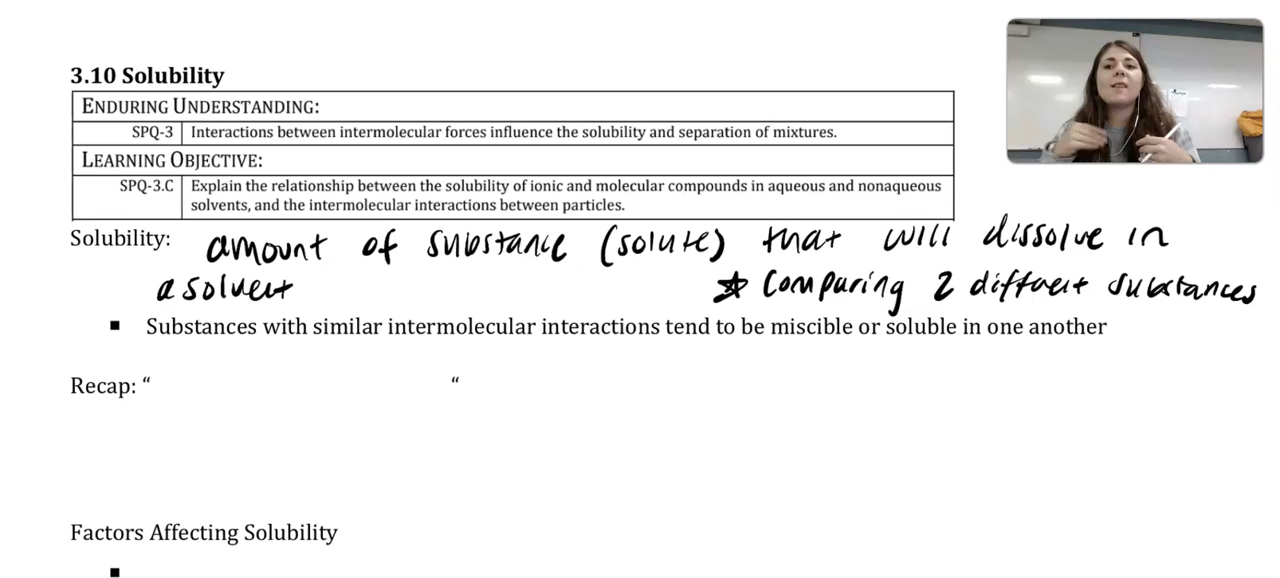 3.10 Solubility
ENDURING UNDERSTANDING:
SPQ-3 Interactions between intermolecular forces influence the solubility and separation of mixtures.
LEARNING OBJECTIVE:
SPQ-3.C Explain the relationship between the solubility of ionic and molecular compounds in aqueous and nonaqueous
solvents, and the intermolecular interactions between particles.
Solubility: amount of substance (solute) that will dissolve in
a solvent ☆ Comparing 2 different substances
▪ Substances with similar intermolecular interactions tend to be miscible or soluble in one another
Recap: “ “
Factors Affecting Solubility
▪